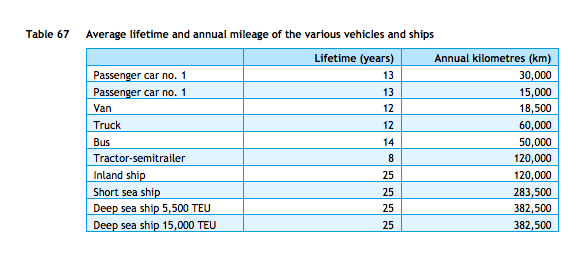 Table 67 Average lifetime and annual mileage of the various vehicles and ships
Lifetime (years) Annual kilometres (km)
Passenger car no. 1 13 30,000
Passenger car no. 1 13 15,000
Van 12 18,500
Truck 12 60,000
Bus 14 50,000
Tractor-semitrailer 8 120,000
Inland ship 25 120,000
Short sea ship 25 283,500
Deep sea ship 5,500 TEU 25 382,500
Deep sea ship 15,000 TEU 25 382,500